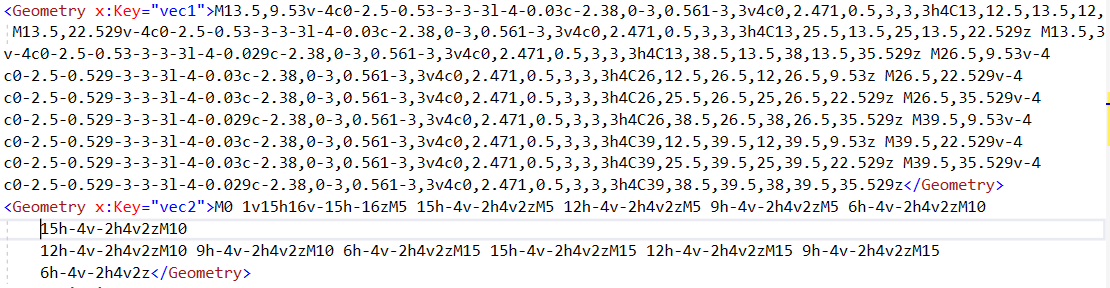 <Geometry x:Key="vec1">M13.5,9.53v-4c0-2.5-0.53-3-3-3l-4-0.03c-2.38,0-3,0.561-3,3v4c0,2.471,0.5,3,3,3h4C13,12.5,13.5,12,
M13.5,22.529v-4c0-2.5-0.53-3-3-3l-4-0.03c-2.38,0-3,0.561-3,3v4c0,2.471,0.5,3,3,3h4C13,25.5,13.5,25,13.5,22.529z M13.5,3
v-4c0-2.5-0.53-3-3-3l-4-0.029c-2.38,0-3,0.561-3,3v4c0,2.471,0.5,3,3,3h4C13,38.5,13.5,38,13.5,35.529z M26.5,9.53v-4
c0-2.5-0.529-3-3-3l-4-0.03c-2.38,0-3,0.561-3,3v4c0,2.471,0.5,3,3,3h4C26,12.5,26.5,12,26.5,9.53z M26.5,22.529v-4
c0-2.5-0.529-3-3-3l-4-0.03c-2.38,0-3,0.561-3,3v4c0,2.471,0.5,3,3,3h4C26,25.5,26.5,25,26.5,22.529z M26.5,35.529v-4
c0-2.5-0.529-3-3-3l-4-0.029c-2.38,0-3,0.561-3,3v4c0,2.471,0.5,3,3,3h4C26,38.5,26.5,38,26.5,35.529z M39.5,9.53v-4
c0-2.5-0.529-3-3-3l-4-0.03c-2.38,0-3,0.561-3,3v4c0,2.471,0.5,3,3,3h4C39,12.5,39.5,12,39.5,9.53z M39.5,22.529v-4
c0-2.5-0.529-3-3-3l-4-0.03c-2.38,0-3,0.561-3,3v4c0,2.471,0.5,3,3,3h4C39,25.5,39.5,25,39.5,22.529z M39.5,35.529v-4
c0-2.5-0.529-3-3-3l-4-0.029c-2.38,0-3,0.561-3,3v4c0,2.471,0.5,3,3,3h4C39,38.5,39.5,38,39.5,35.529z</Geometry>
<Geometry x:Key="vec2">M0 1v15h16v-15h-16zM5 15h-4v-2h4v2zM5 12h-4v-2h4v2zM5 9h-4v-2h4v2zM5 6h-4v-2h4v2zM10
15h-4v-2h4v2zM10
12h-4v-2h4v2zM10 9h-4v-2h4v2zM10 6h-4v-2h4v2zM15 15h-4v-2h4v2zM15 12h-4v-2h4v2zM15 9h-4v-2h4v2zM15
6h-4v-2h4v2z</Geometry>